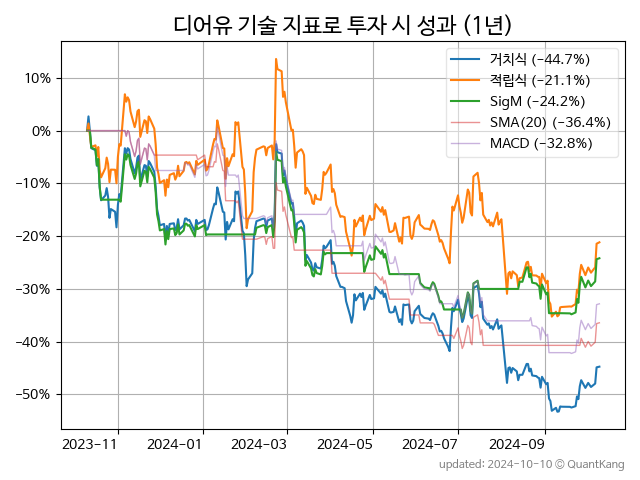 디어유 기술 지표로 투자 시 성과 (1년)
거치식 (−44.7%)
적립식 (−21.1%)
SigM (−24.2%)
SMA(20) (−36.4%)
MACD (−32.8%)
10%
0%
−10%
−20%
−30%
−40%
−50%
2023−11 2024−01 2024−03 2024−05 2024−07 2024−09
updated: 2024-10-10 © QuantKang